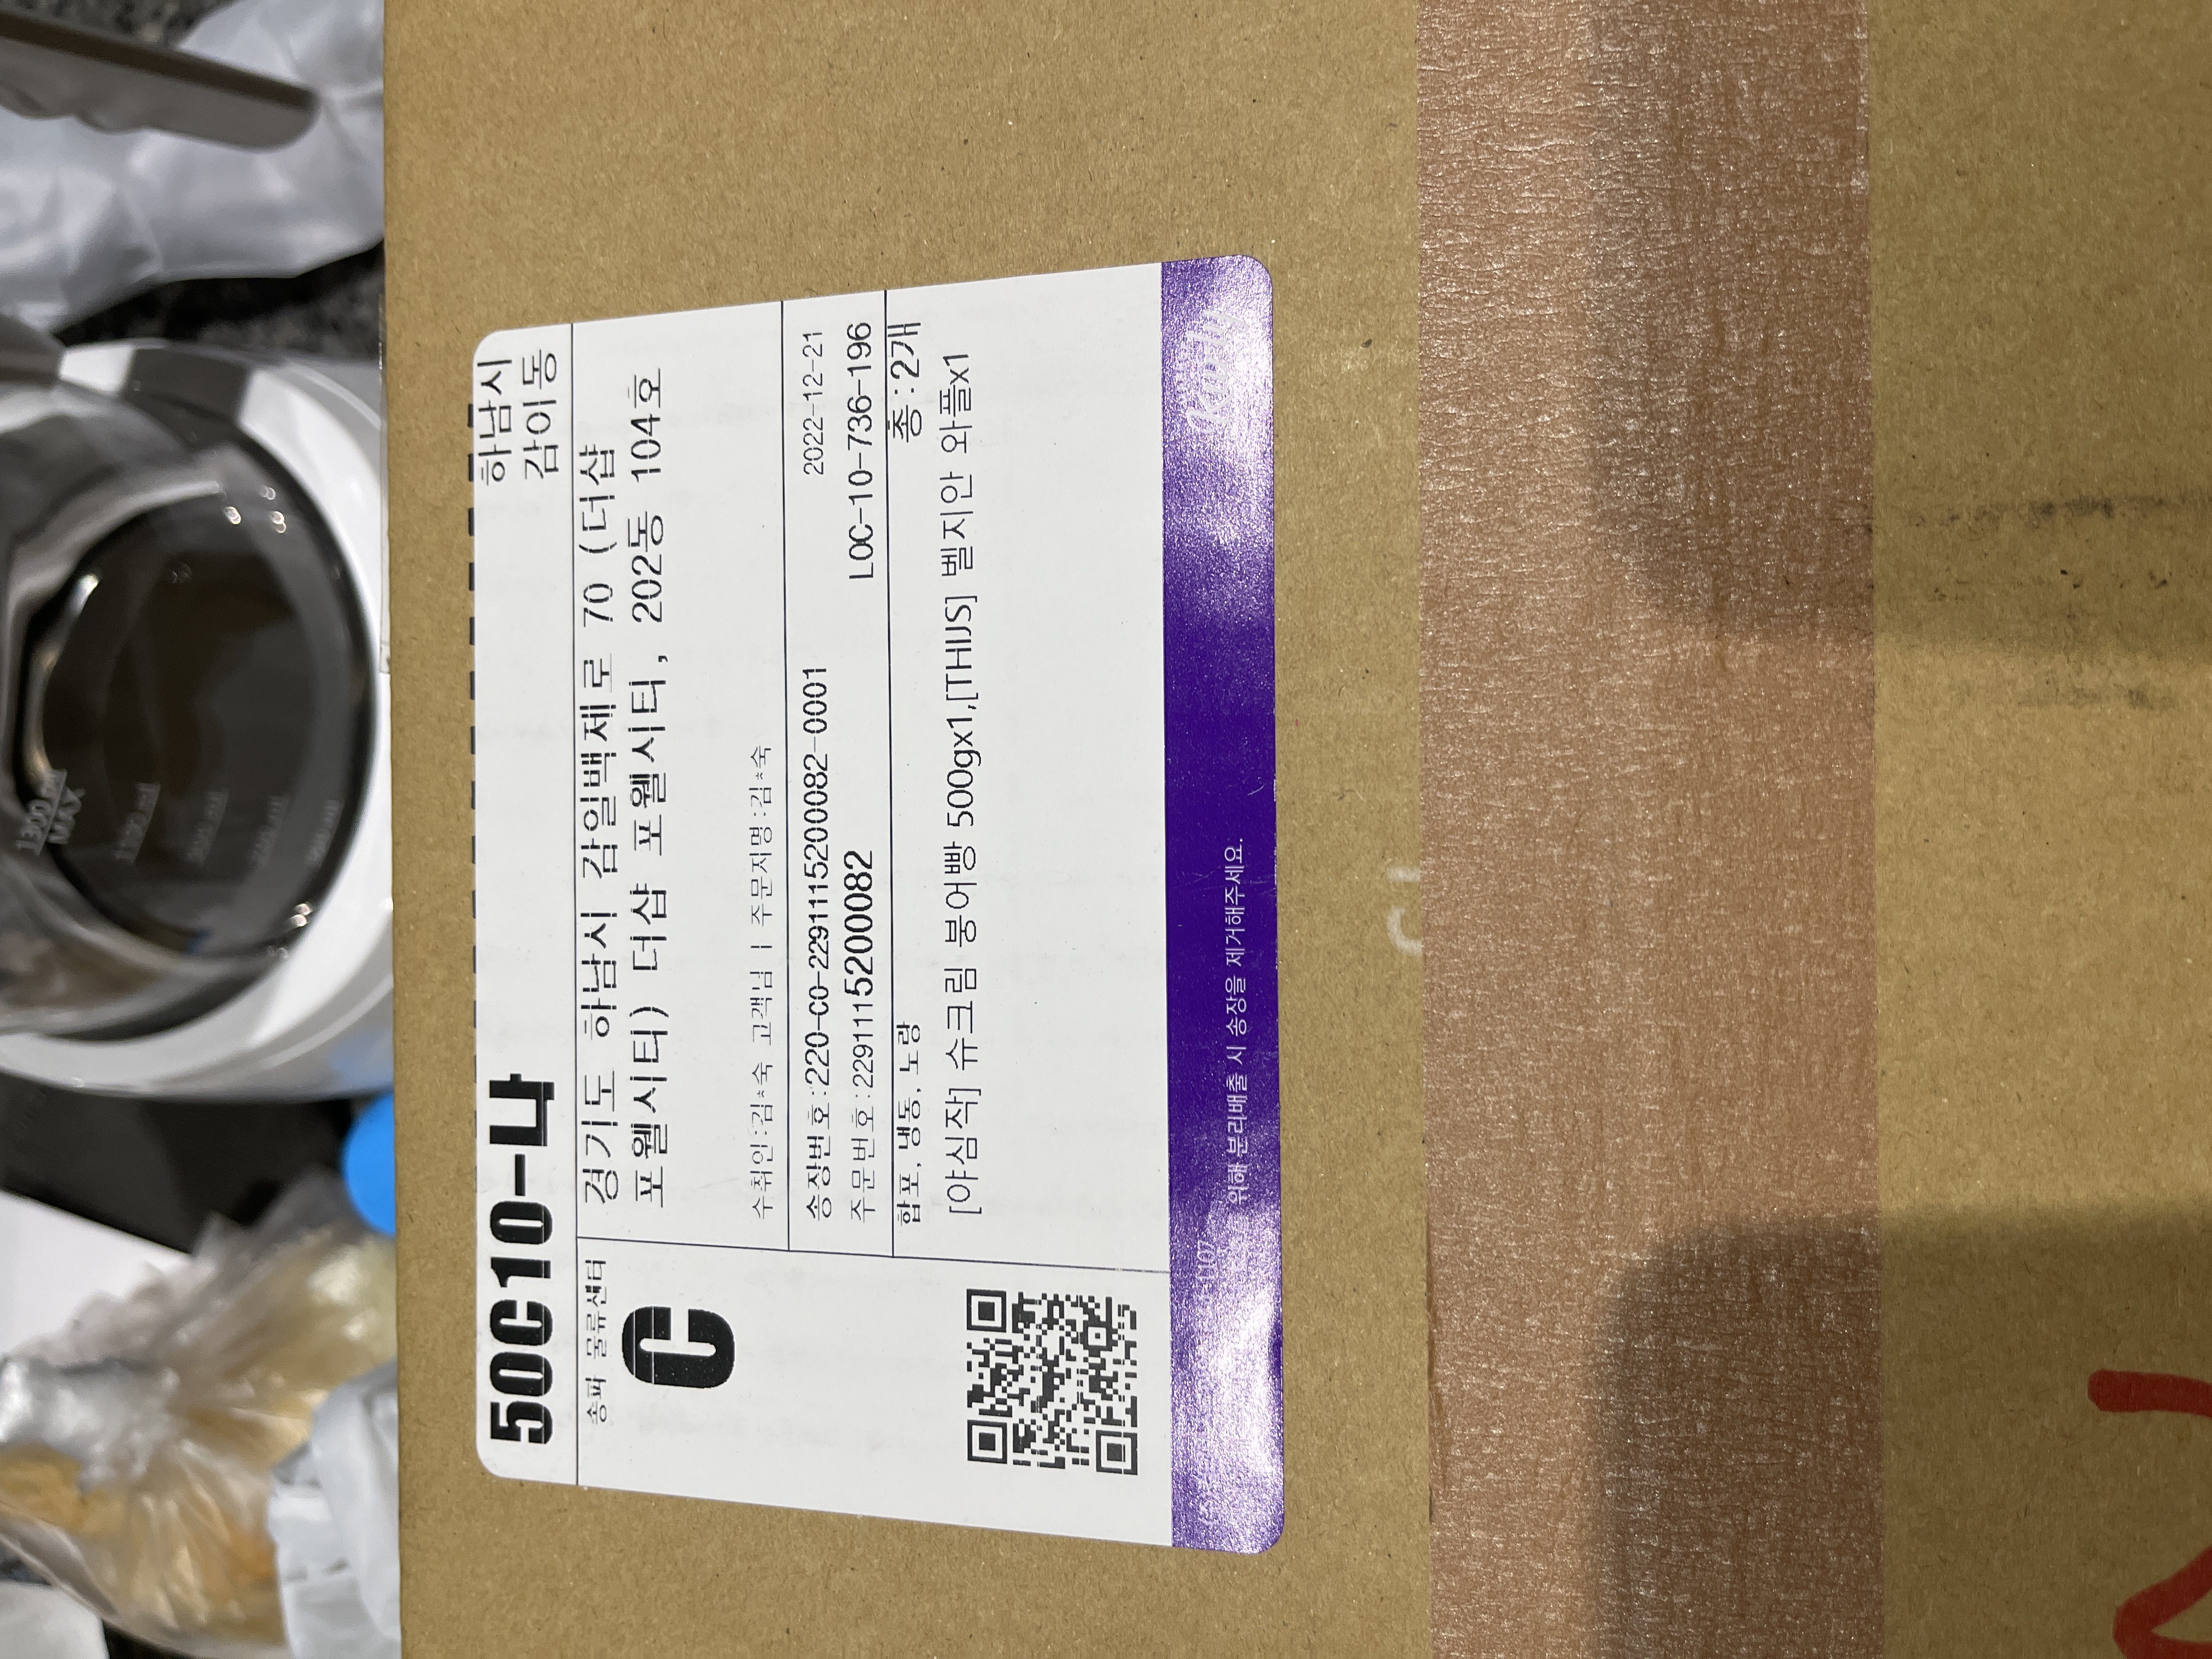 1300 ml
MAX
1100 ml
50C10-나
하남시
감이동
송파 물류센터
C
경기도 하남시 감일백제로 70 (더샵
포웰시티) 더샵 포웰시티, 202동 104호
수취인:김*숙 고객님 | 주문자명:김*숙
송장번호:220-CO-2291115200082-0001
2022-12-21
주문번호:2291115200082
LOC-10-736-196
합포, 냉동, 노랑
총:2개
[야심작] 슈크림 붕어빵 500gx1,[THIJS] 벨지안 와플x1
1107
위해 분리배출 시 송장을 제거해주세요.
Kurly